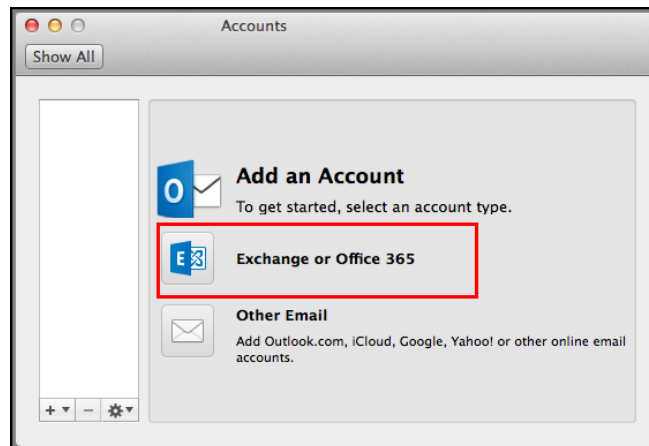 Accounts
Show All
Add an Account
To get started, select an account type.
Exchange or Office 365
Other Email
Add Outlook.com, iCloud, Google, Yahoo! or other online email
accounts.